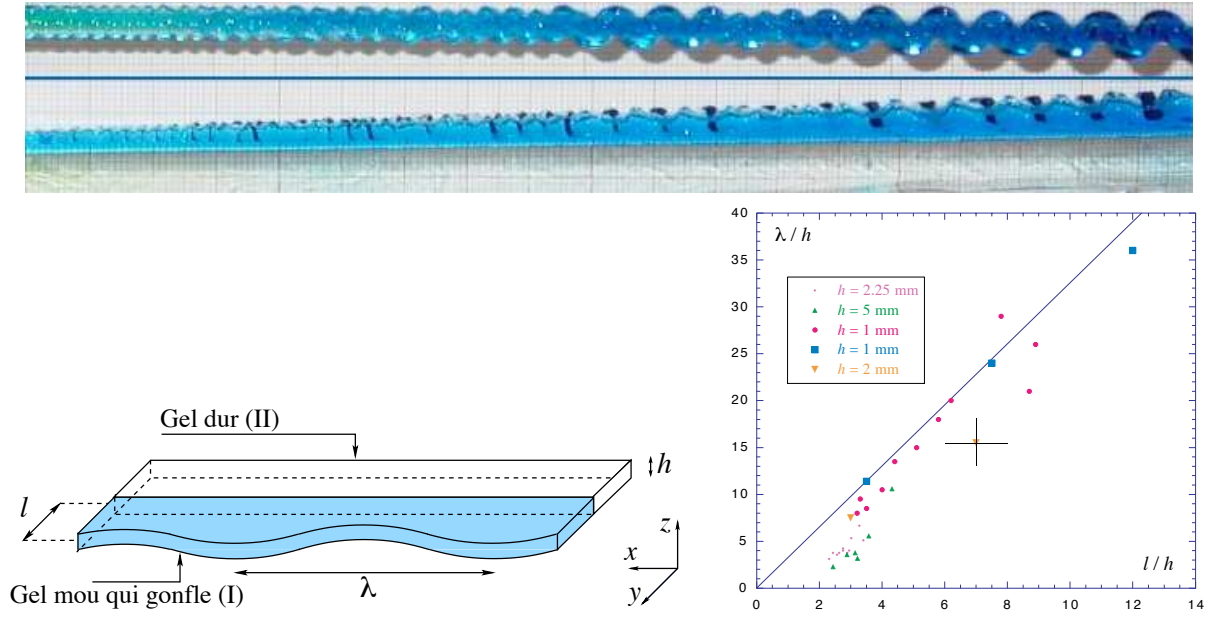 Gel dur (II)
h
l
z
x
y
λ
Gel mou qui gonfle (I)
λ / h
40
35
30
25
20
15
10
5
0
h = 2.25 mm
h = 5 mm
h = 1 mm
h = 1 mm
h = 2 mm
l / h
0 2 4 6 8 10 12 14